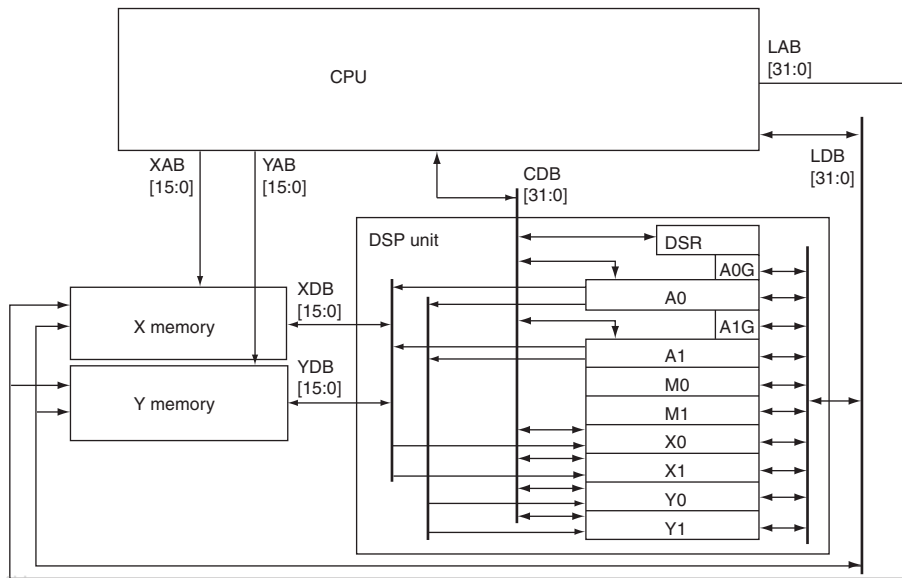 LAB
[31:0]
CPU
XAB
[15:0]
YAB
[15:0]
CDB
[31:0]
LDB
[31:0]
DSP unit
DSR
A0G
A0
A1G
A1
M0
M1
X0
X1
Y0
Y1
XDB
[15:0]
X memory
YDB
[15:0]
Y memory